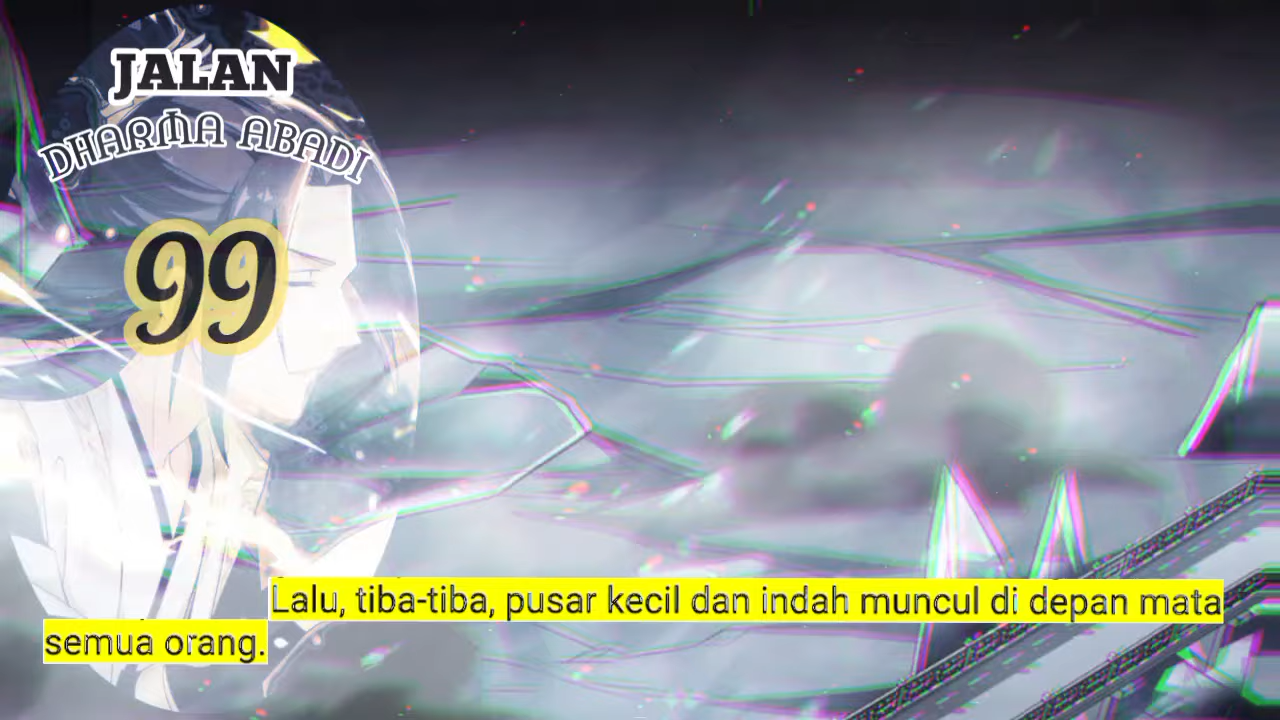 JALAN
DHARMA ABADI
99
Lalu, tiba-tiba, pusar kecil dan indah muncul di depan mata
semua orang.